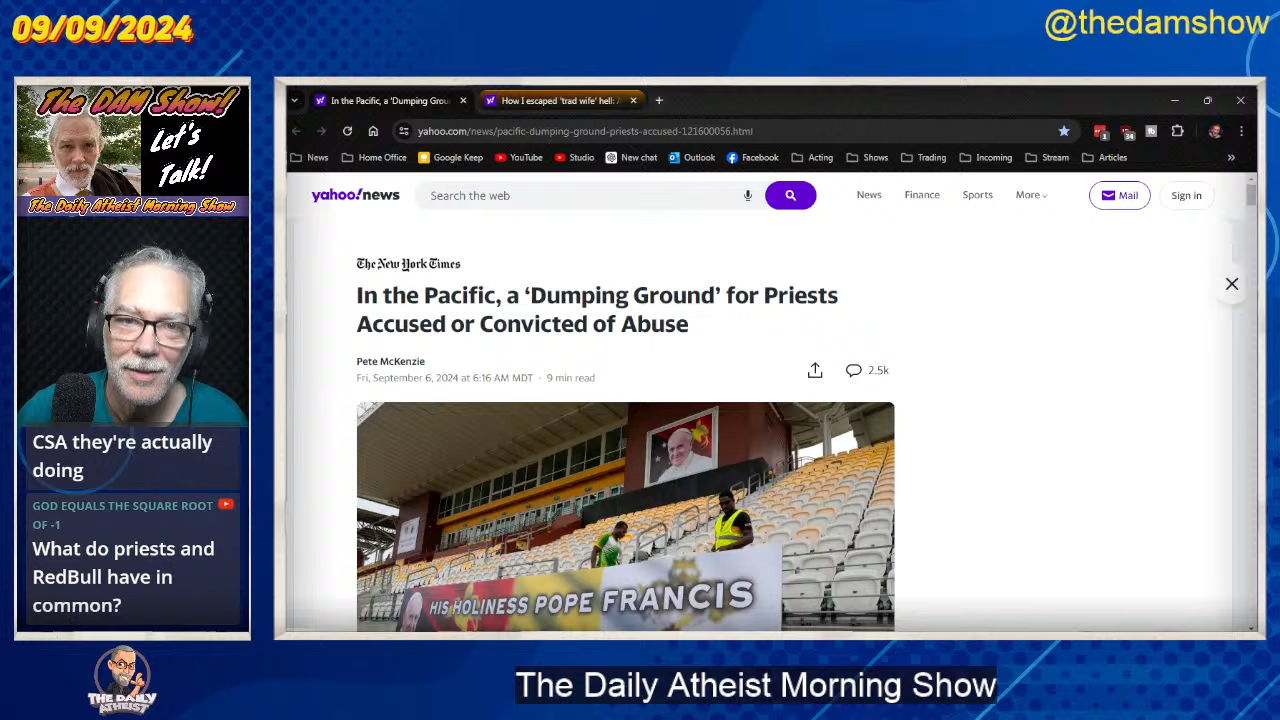 09/09/2024
@thedamshow
The DAM Show!
Let's
Talk!
The Daily Atheist Morning Show
CSA they're actually
doing
GOD EQUALS THE SQUARE ROOT
OF -1
What do priests and
RedBull have in
common?
THE DAILY
ATHEIST
In the Pacific, a 'Dumping Grou
How I escaped 'trad wife' hell:
yahoo.com/news/pacific-dumping-ground-priests-accused-121600056.html
News
Home Office
Google Keep
YouTube
Studio
New chat
Outlook
Facebook
Acting
Shows
Trading
Incoming
Stream
Articles
yahoo!news
Search the web
News
Finance
Sports
More
Mail
Sign in
The New York Times
In the Pacific, a ‘Dumping Ground’ for Priests
Accused or Convicted of Abuse
Pete McKenzie
Fri, September 6, 2024 at 6:16 AM MDT · 9 min read
2.5k
HIS HOLINESS POPE FRANCIS
The Daily Atheist Morning Show